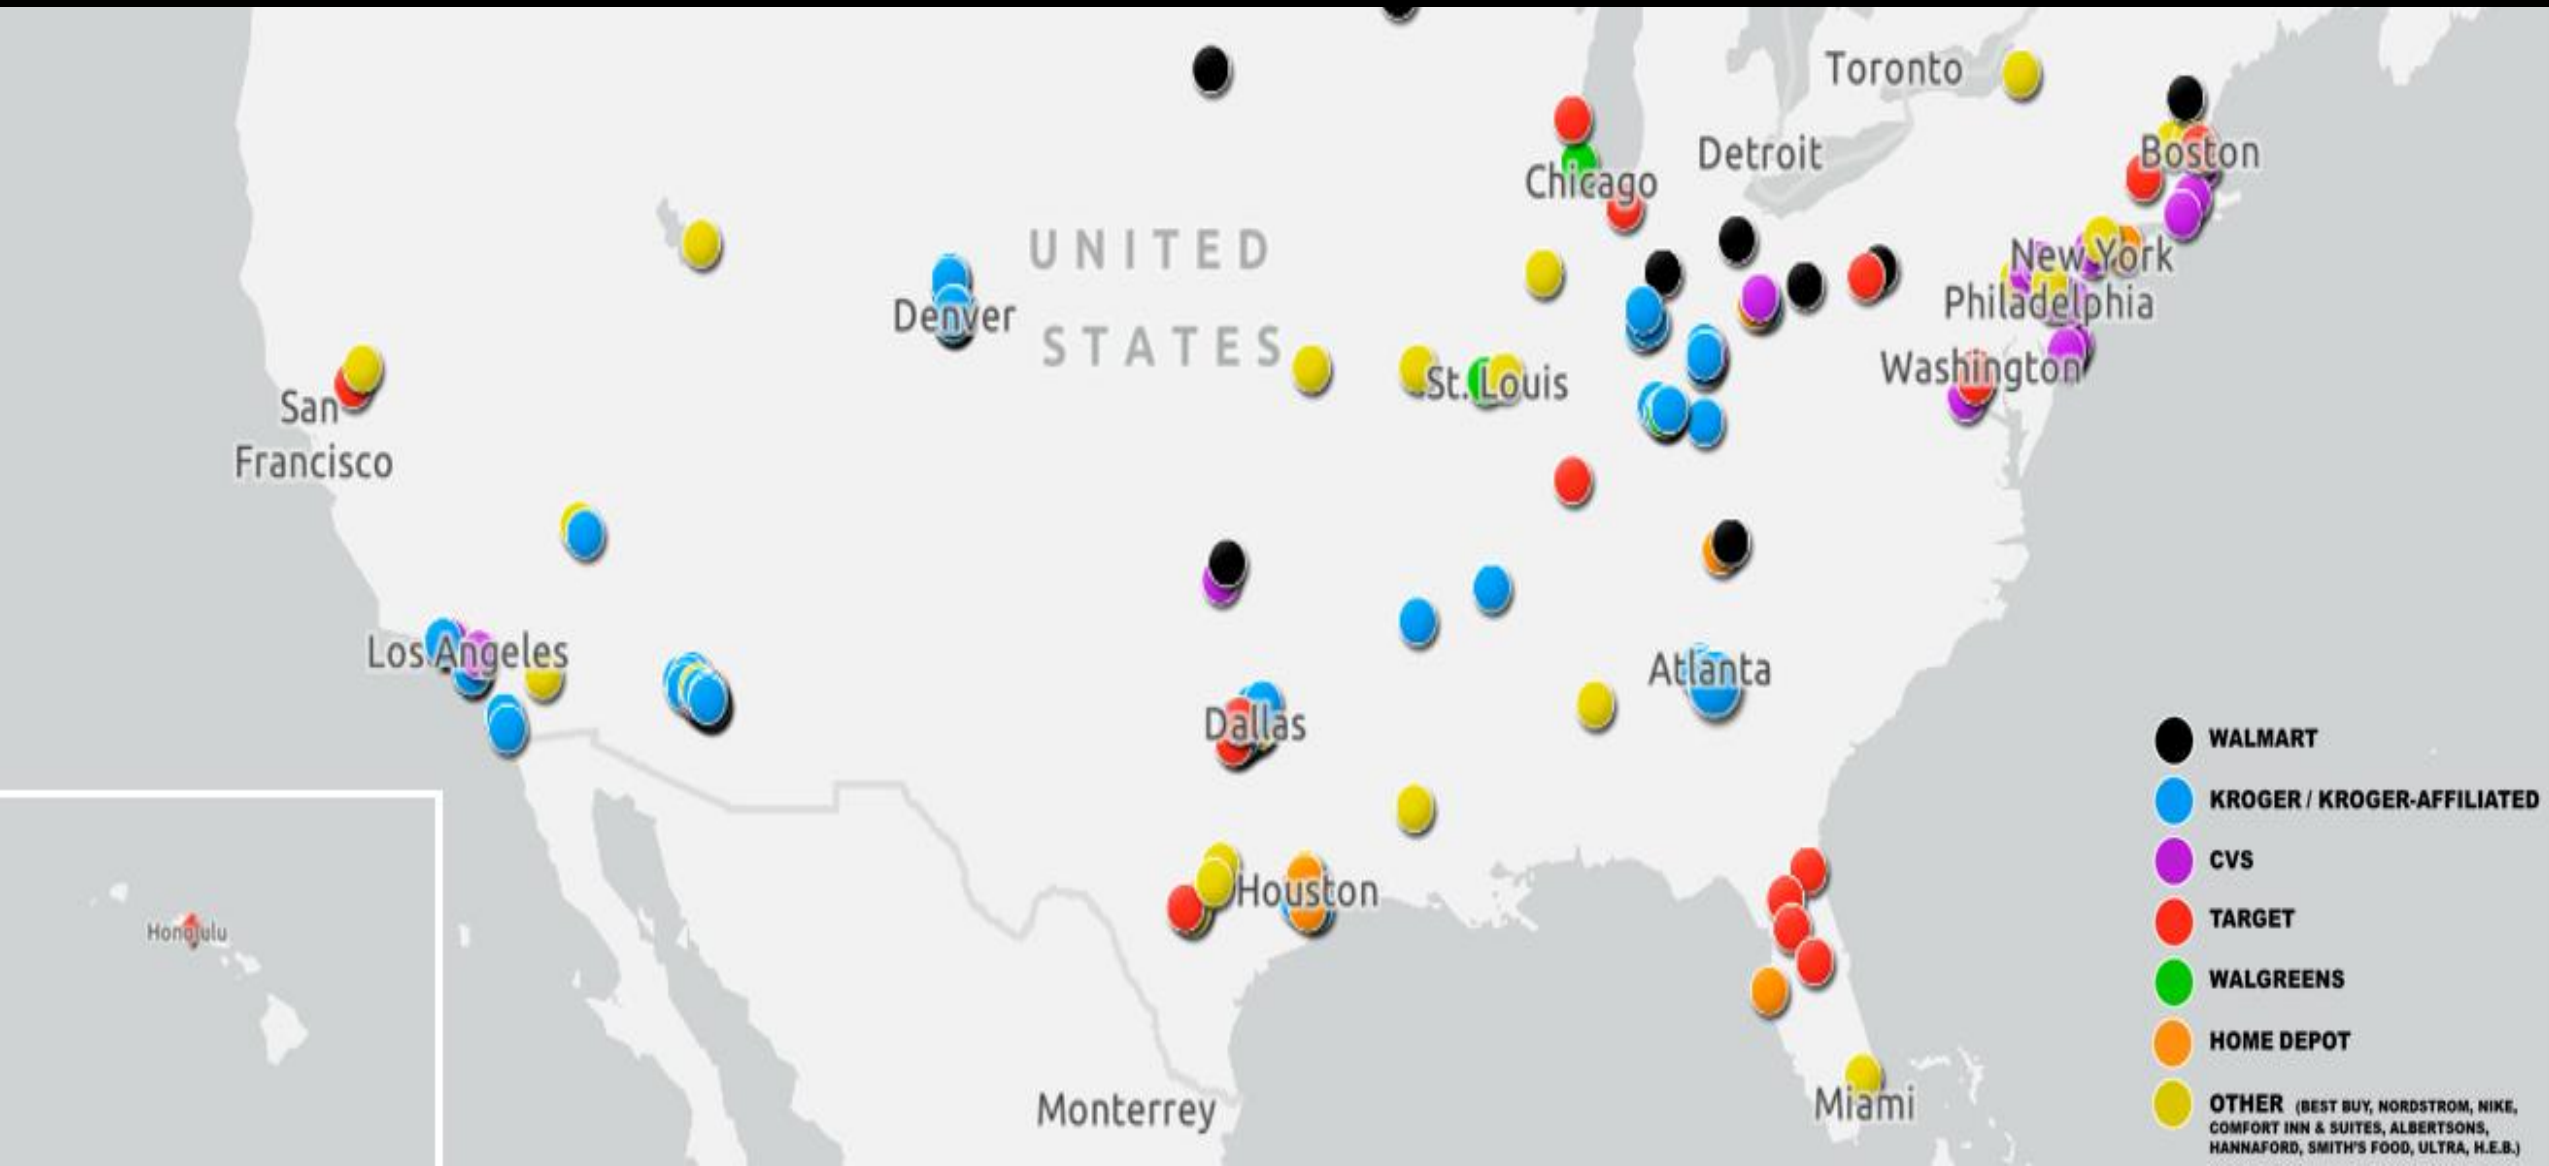 Toronto
Detroit
Boston
Chicago
UNITED
STATES
New York
Philadelphia
Denver
St. Louis
Washington
San
Francisco
Los Angeles
Atlanta
Dallas
Houston
Honolulu
Monterrey
Miami
WALMART
KROGER / KROGER-AFFILIATED
CVS
TARGET
WALGREENS
HOME DEPOT
OTHER (BEST BUY, NORDSTROM, NIKE,
COMFORT INN & SUITES, ALBERTSONS,
HANNAFORD, SMITH'S FOOD, ULTRA, H.E.B.)